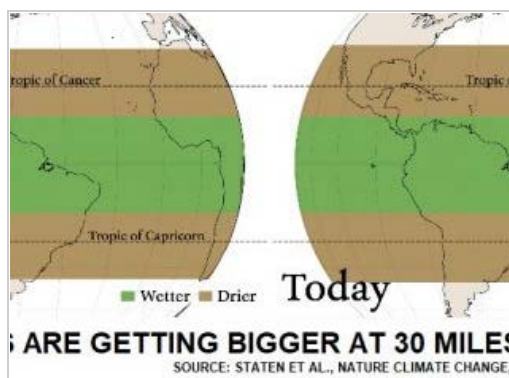 Tropic of Cancer
Tropic
Tropic of Capricorn
Wetter Drier
Today
ARE GETTING BIGGER AT 30 MILES
SOURCE: STATEN ET AL., NATURE CLIMATE CHANGE,